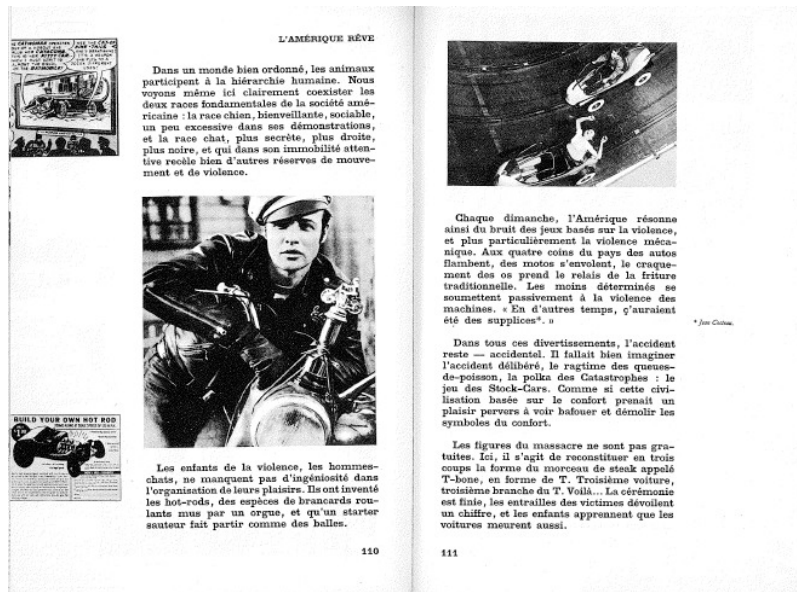 L'AMÉRIQUE RÊVE
Dans un monde bien ordonné, les animaux
participent à la hiérarchie humaine. Nous
voyons même ici clairement coexister les
deux races fondamentales de la société amé-
ricaine : la race chien, bienveillante, sociable,
un peu excessive dans ses démonstrations,
et la race chat, plus secrète, plus droite,
plus noire, et qui dans son immobilité atten-
tive recèle bien d'autres réserves de mouve-
ment et de violence.
BUILD YOUR OWN HOT ROD
Les enfants de la violence, les hommes-
chats, ne manquent pas d'ingéniosité dans
l'organisation de leurs plaisirs. Ils ont inventé
les hot-rods, des espèces de brancards rou-
lants mus par un orgue, et qu'un starter
sauteur fait partir comme des balles.
110
Chaque dimanche, l'Amérique résonne
ainsi du bruit des jeux basés sur la violence,
et plus particulièrement la violence méca-
nique. Aux quatre coins du pays des autos
flambent, des motos s'envolent, le craque-
ment des os prend le relais de la friture
traditionnelle. Les moins déterminés se
soumettent passivement à la violence des
machines. « En d'autres temps, ç'auraient
été des supplices*. »
* Jean Cocteau.
Dans tous ces divertissements, l'accident
reste — accidentel. Il fallait bien imaginer
l'accident délibéré, le ragtime des queues-
de-poisson, la polka des Catastrophes : le
jeu des Stock-Cars. Comme si cette civi-
lisation basée sur le confort prenait un
plaisir pervers à voir bafouer et démolir les
symboles du confort.
Les figures du massacre ne sont pas gra-
tuites. Ici, il s'agit de reconstituer en trois
coups la forme du morceau de steak appelé
T-bone, en forme de T. Troisième voiture,
troisième branche du T. Voilà... La cérémonie
est finie, les entrailles des victimes dévoilent
un chiffre, et les enfants apprennent que les
voitures meurent aussi.
111